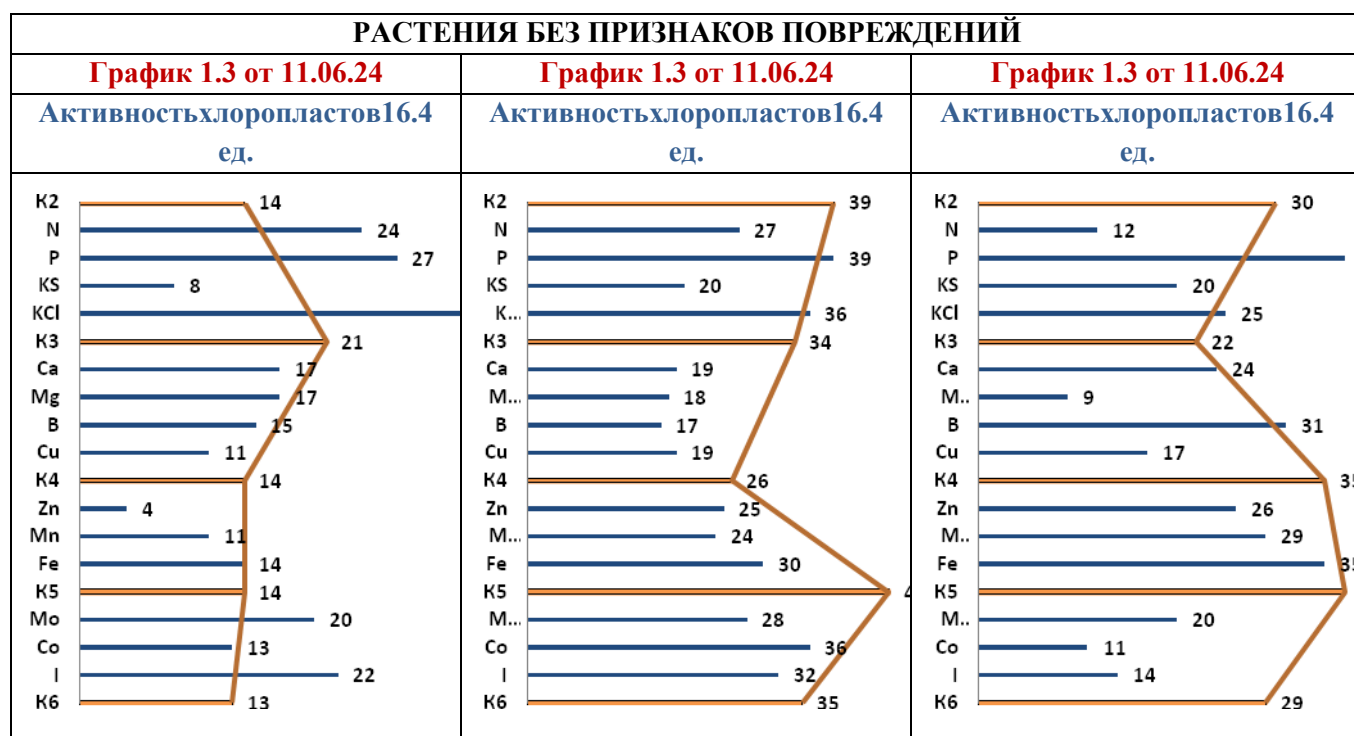 РАСТЕНИЯ БЕЗ ПРИЗНАКОВ ПОВРЕЖДЕНИЙ
График 1.3 от 11.06.24
Активностьхлоропластов16.4
ед.
К2 14
N 24
P 27
KS 8
KCl
К3 21
Ca 17
Mg 17
B 15
Cu 11
К4 14
Zn 4
Mn 11
Fe 14
К5 14
Mo 20
Co 13
I 22
К6 13
График 1.3 от 11.06.24
Активностьхлоропластов16.4
ед.
К2 39
N 27
P 39
KS 20
K... 36
К3 34
Ca 19
M... 18
B 17
Cu 19
К4 26
Zn 25
M... 24
Fe 30
К5
M... 28
Co 36
I 32
К6 35
График 1.3 от 11.06.24
Активностьхлоропластов16.4
ед.
К2 30
N 12
P
KS 20
KCl 25
К3 22
Ca 24
M.. 9
B 31
Cu 17
К4 35
Zn 26
M.. 29
Fe 35
К5
M.. 20
Co 11
I 14
К6 29